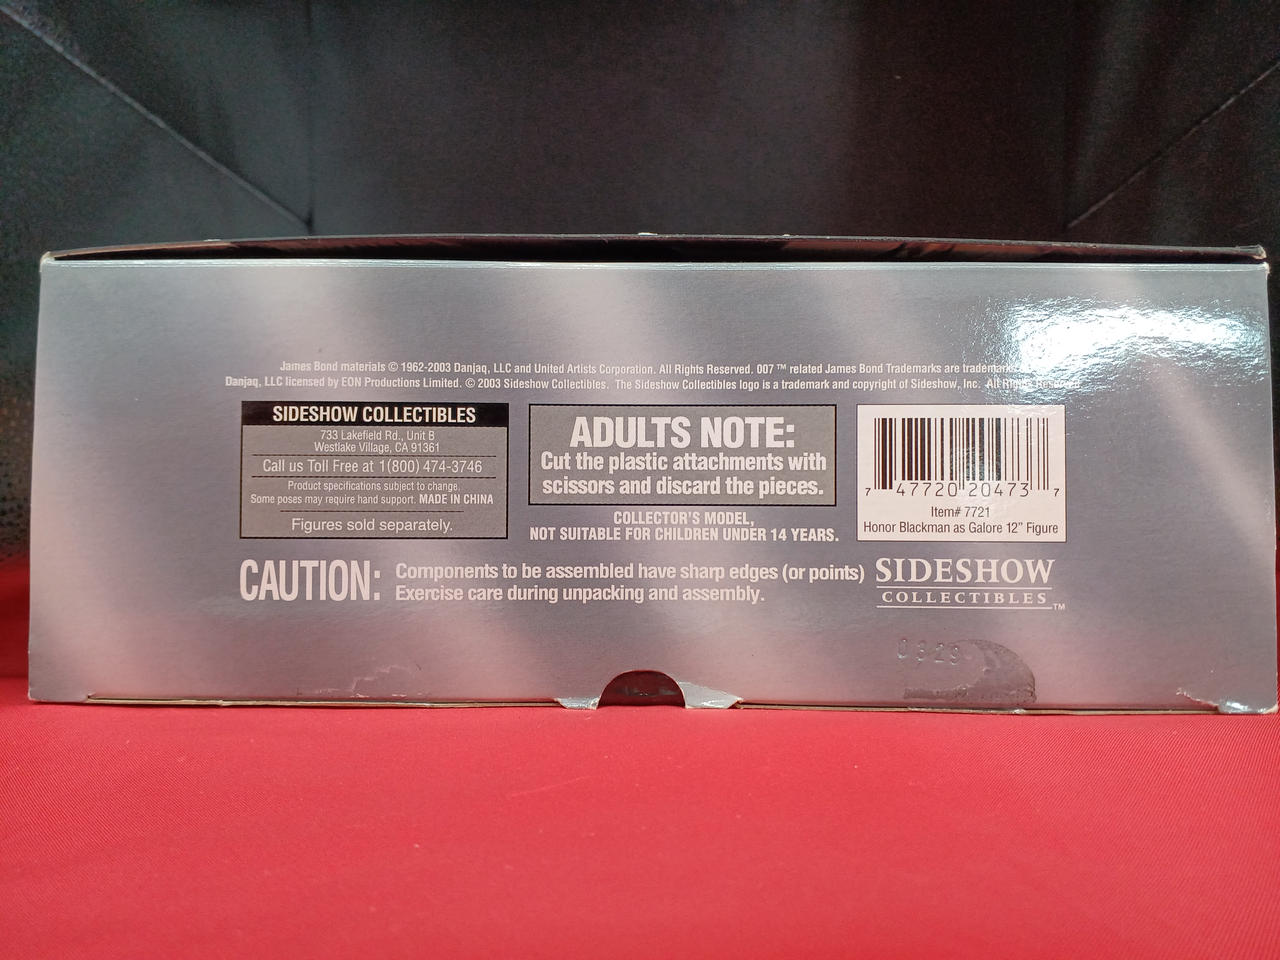 James Bond materials © 1962-2003 Danjaq, LLC and United Artists Corporation. All Rights Reserved. 007 ™ related James Bond Trademarks are trademarks
Danjaq, LLC licensed by EON Productions Limited. © 2003 Sideshow Collectibles. The Sideshow Collectibles logo is a trademark and copyright of Sideshow, Inc. All Rights Reserved
SIDESHOW COLLECTIBLES
733 Lakefield Rd., Unit B
Westlake Village, CA 91361
Call us Toll Free at 1(800) 474-3746
Product specifications subject to change.
Some poses may require hand support. MADE IN CHINA
Figures sold separately.
ADULTS NOTE:
Cut the plastic attachments with
scissors and discard the pieces.
COLLECTOR'S MODEL,
NOT SUITABLE FOR CHILDREN UNDER 14 YEARS.
7 47720 20473 7
Item# 7721
Honor Blackman as Galore 12" Figure
CAUTION: Components to be assembled have sharp edges (or points)
Exercise care during unpacking and assembly.
SIDESHOW
COLLECTIBLES™
0323